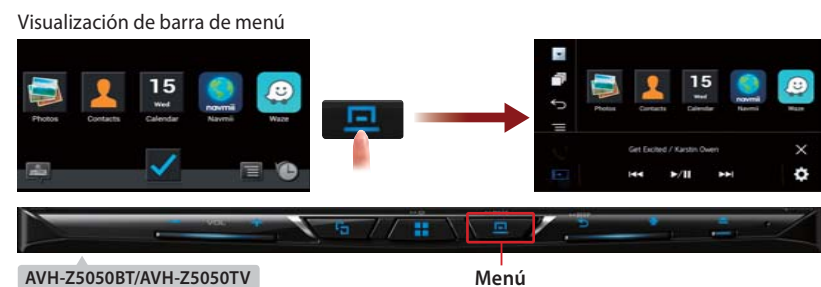 Visualización de barra de menú
15
Wed
navmii
Photos
Contacts
Calendar
Navmii
Waze
15
Wed
navmii
Photos
Contacts
Calendar
Navmii
Waze
Get Excited / Karstin Owen
VOL
AVH-Z5050BT/AVH-Z5050TV
Menú